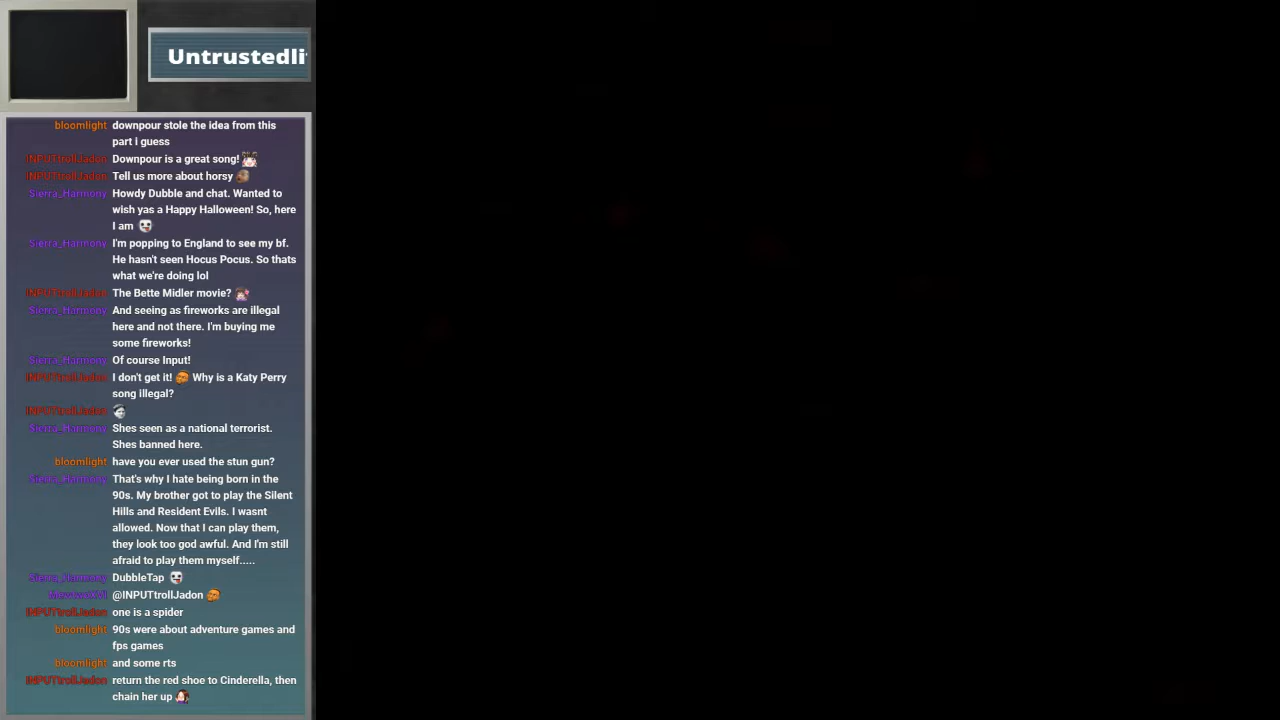 Untrustedli
bloomlight downpour stole the idea from this
part i guess
INPUTtrollJadon Downpour is a great song!
INPUTtrollJadon Tell us more about horsy
Sierra_Harmony Howdy Dubble and chat. Wanted to
wish yas a Happy Halloween! So, here
I am
Sierra_Harmony I'm popping to England to see my bf.
He hasn't seen Hocus Pocus. So thats
what we're doing lol
INPUTtrollJadon The Bette Midler movie?
Sierra_Harmony And seeing as fireworks are illegal
here and not there. I'm buying me
some fireworks!
Sierra_Harmony Of course Input!
INPUTtrollJadon I don't get it! Why is a Katy Perry
song illegal?
INPUTtrollJadon
Sierra_Harmony Shes seen as a national terrorist.
Shes banned here.
bloomlight have you ever used the stun gun?
Sierra_Harmony That's why I hate being born in the
90s. My brother got to play the Silent
Hills and Resident Evils. I wasnt
allowed. Now that I can play them,
they look too god awful. And I'm still
afraid to play them myself.....
Sierra_Harmony DubbleTap
@INPUTtrollJadon
INPUTtrollJadon one is a spider
bloomlight 90s were about adventure games and
fps games
bloomlight and some rts
INPUTtrollJadon return the red shoe to Cinderella, then
chain her up